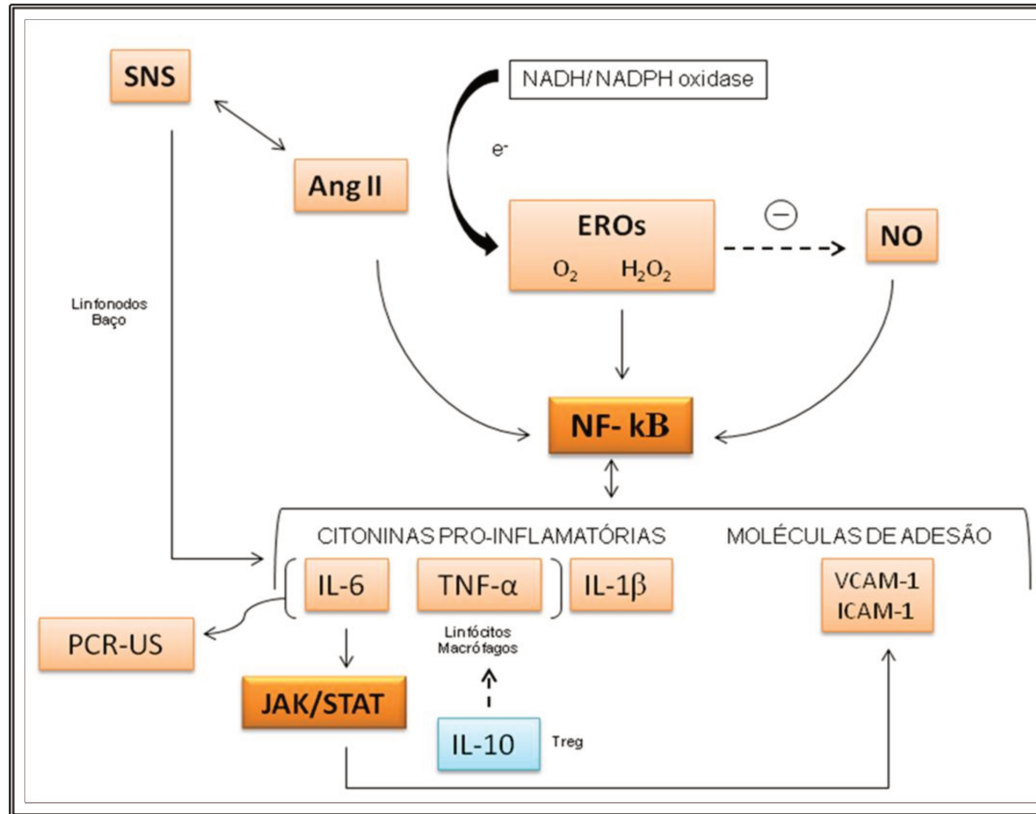 SNS
NADH/NADPH oxidase
e-
Ang II
EROs
O₂ H₂O₂
NO
Linfonodos
Baço
NF- kB
CITONINAS PRO-INFLAMATÓRIAS
MOLÉCULAS DE ADESÃO
IL-6
TNF-α
IL-1β
VCAM-1
ICAM-1
PCR-US
Linfócitos
Macrófagos
JAK/STAT
IL-10
Treg